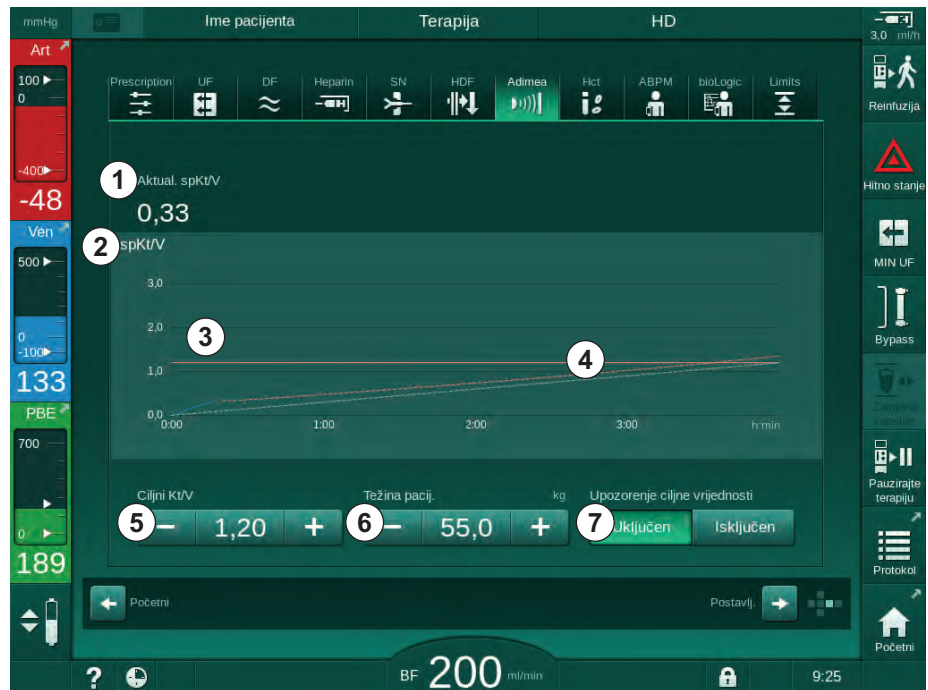 mmHg
Ime pacijenta
Terapija
HD
3,0 ml/h
Art
100
0
-400
-48
Ven
500
0
-100
133
PBE
700
0
189
Prescription
UF
DF
Heparin
SN
HDF
Adimea
Hct
ABPM
bioLogic
Limits
1
Aktual. spKt/V
0,33
2
spKt/V
3,0
2,0
3
4
1,0
0,0
0:00
1:00
2:00
3:00
h:min
Ciljni Kt/V
Težina pacij.
kg
Upozorenje ciljne vrijednosti
5
1,20
6
55,0
7
Uključen
Isključen
Početni
Postavlj.
Reinfuzija
Hitno stanje
MIN UF
Bypass
Zamjena
kapsule
Pauzirajte
terapiju
Protokol
Početni
?
BF 200 ml/min
9:25